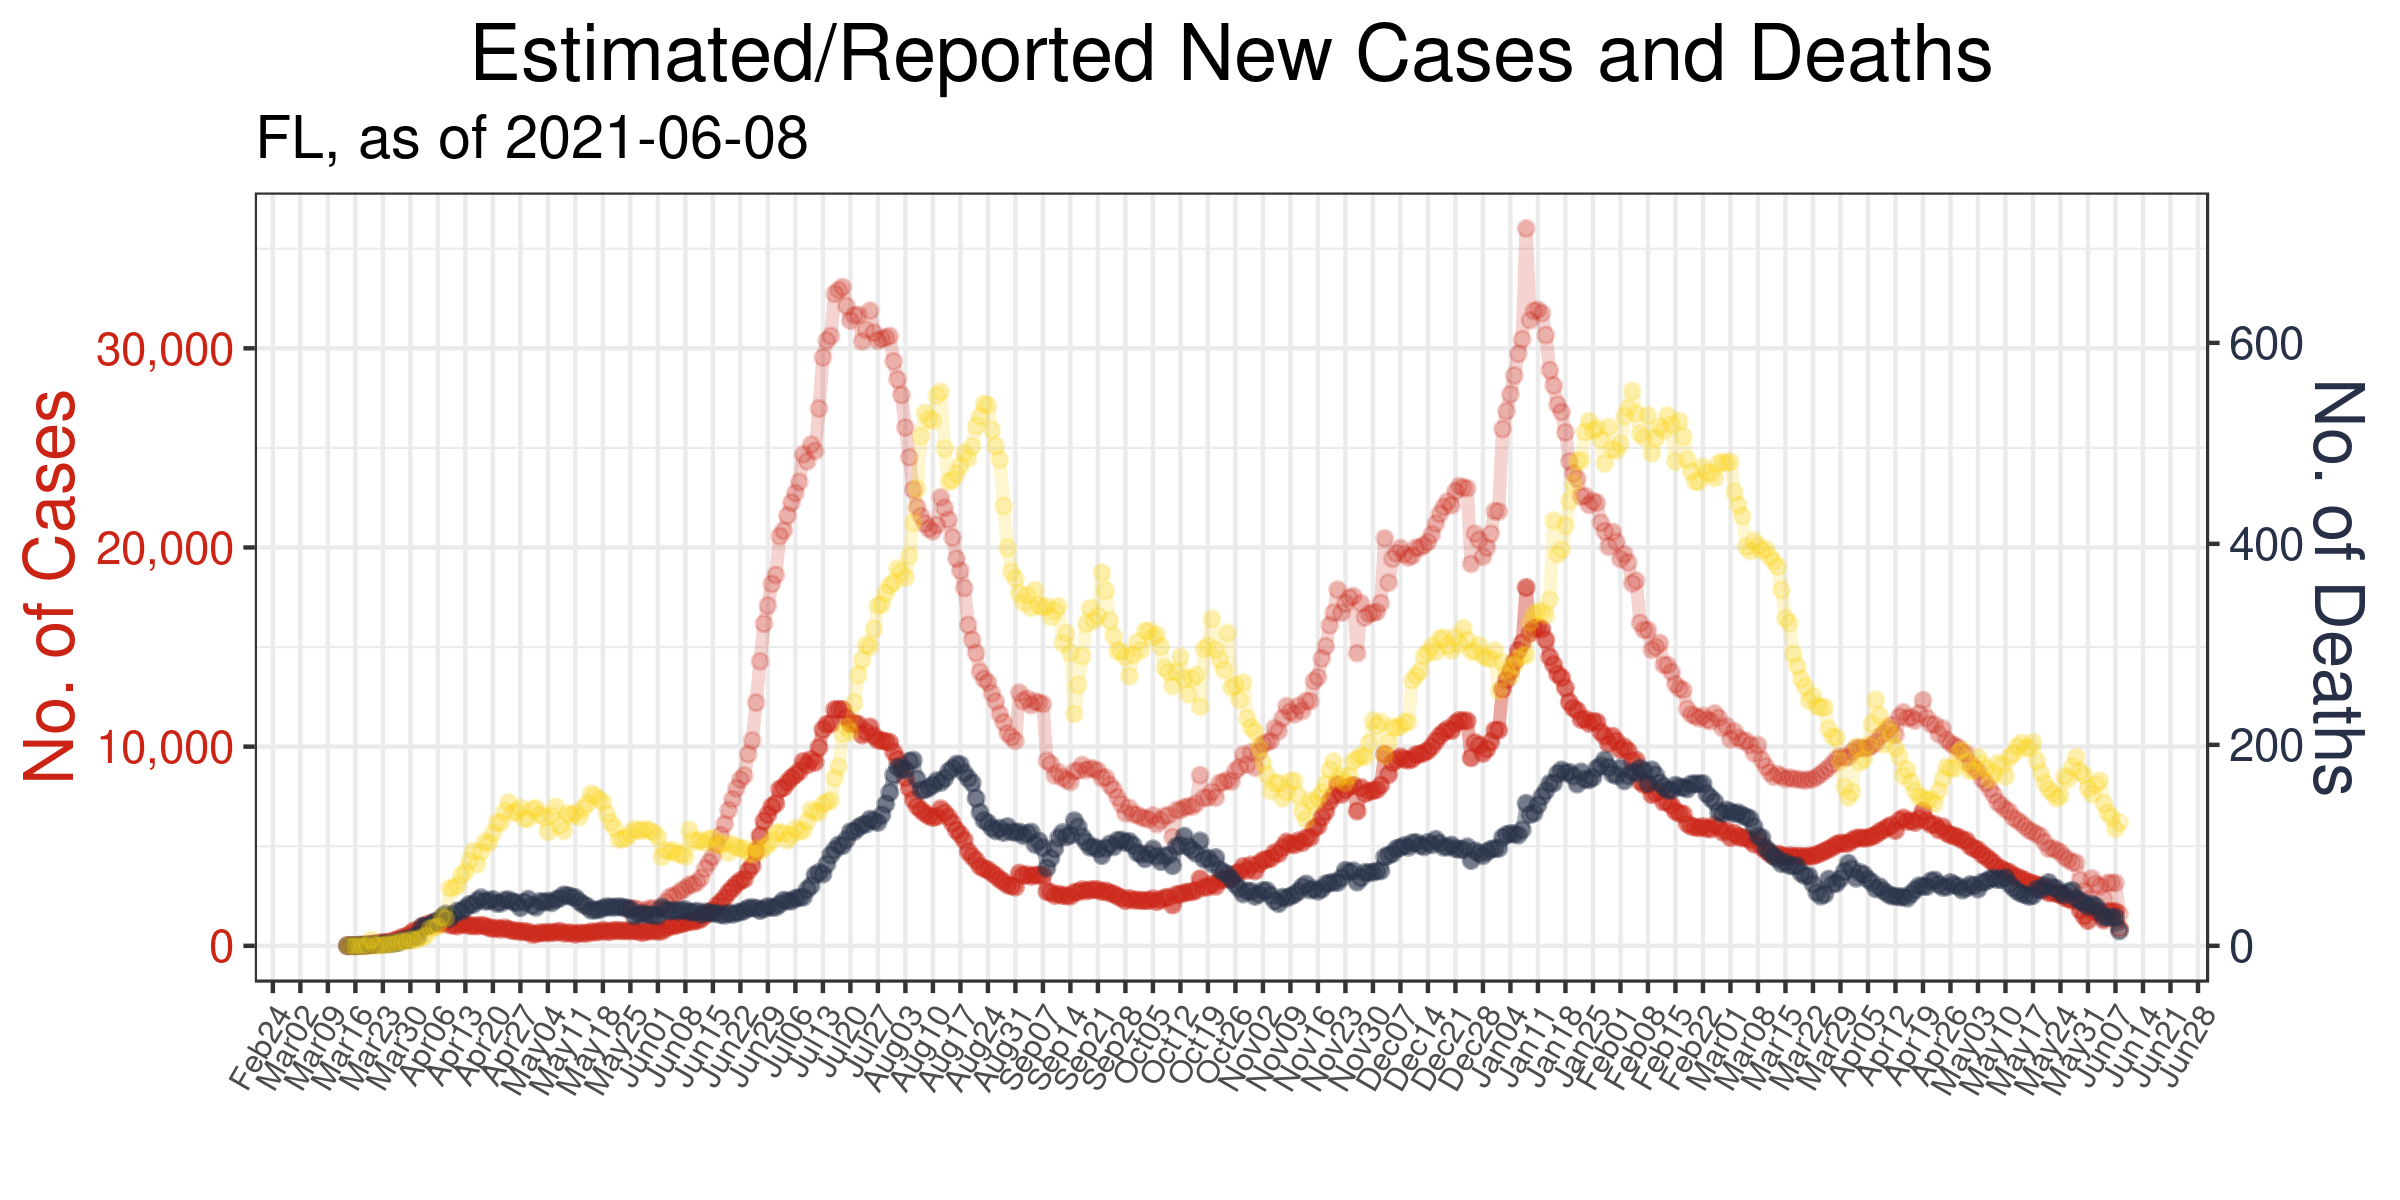 Estimated/Reported New Cases and Deaths
FL, as of 2021-06-08
No. of Cases
30,000
20,000
10,000
0
600
400
200
0
No. of Deaths
Feb24
Mar02
Mar09
Mar16
Mar23
Mar30
Apr06
Apr13
Apr20
Apr27
May04
May11
May18
May25
Jun01
Jun08
Jun15
Jun22
Jun29
Jul06
Jul13
Jul20
Jul27
Aug03
Aug10
Aug17
Aug24
Aug31
Sep07
Sep14
Sep21
Sep28
Oct05
Oct12
Oct19
Oct26
Nov02
Nov09
Nov16
Nov23
Nov30
Dec07
Dec14
Dec21
Dec28
Jan04
Jan11
Jan18
Jan25
Feb01
Feb08
Feb15
Feb22
Mar01
Mar08
Mar15
Mar22
Mar29
Apr05
Apr12
Apr19
Apr26
May03
May10
May17
May24
May31
Jun07
Jun14
Jun21
Jun28